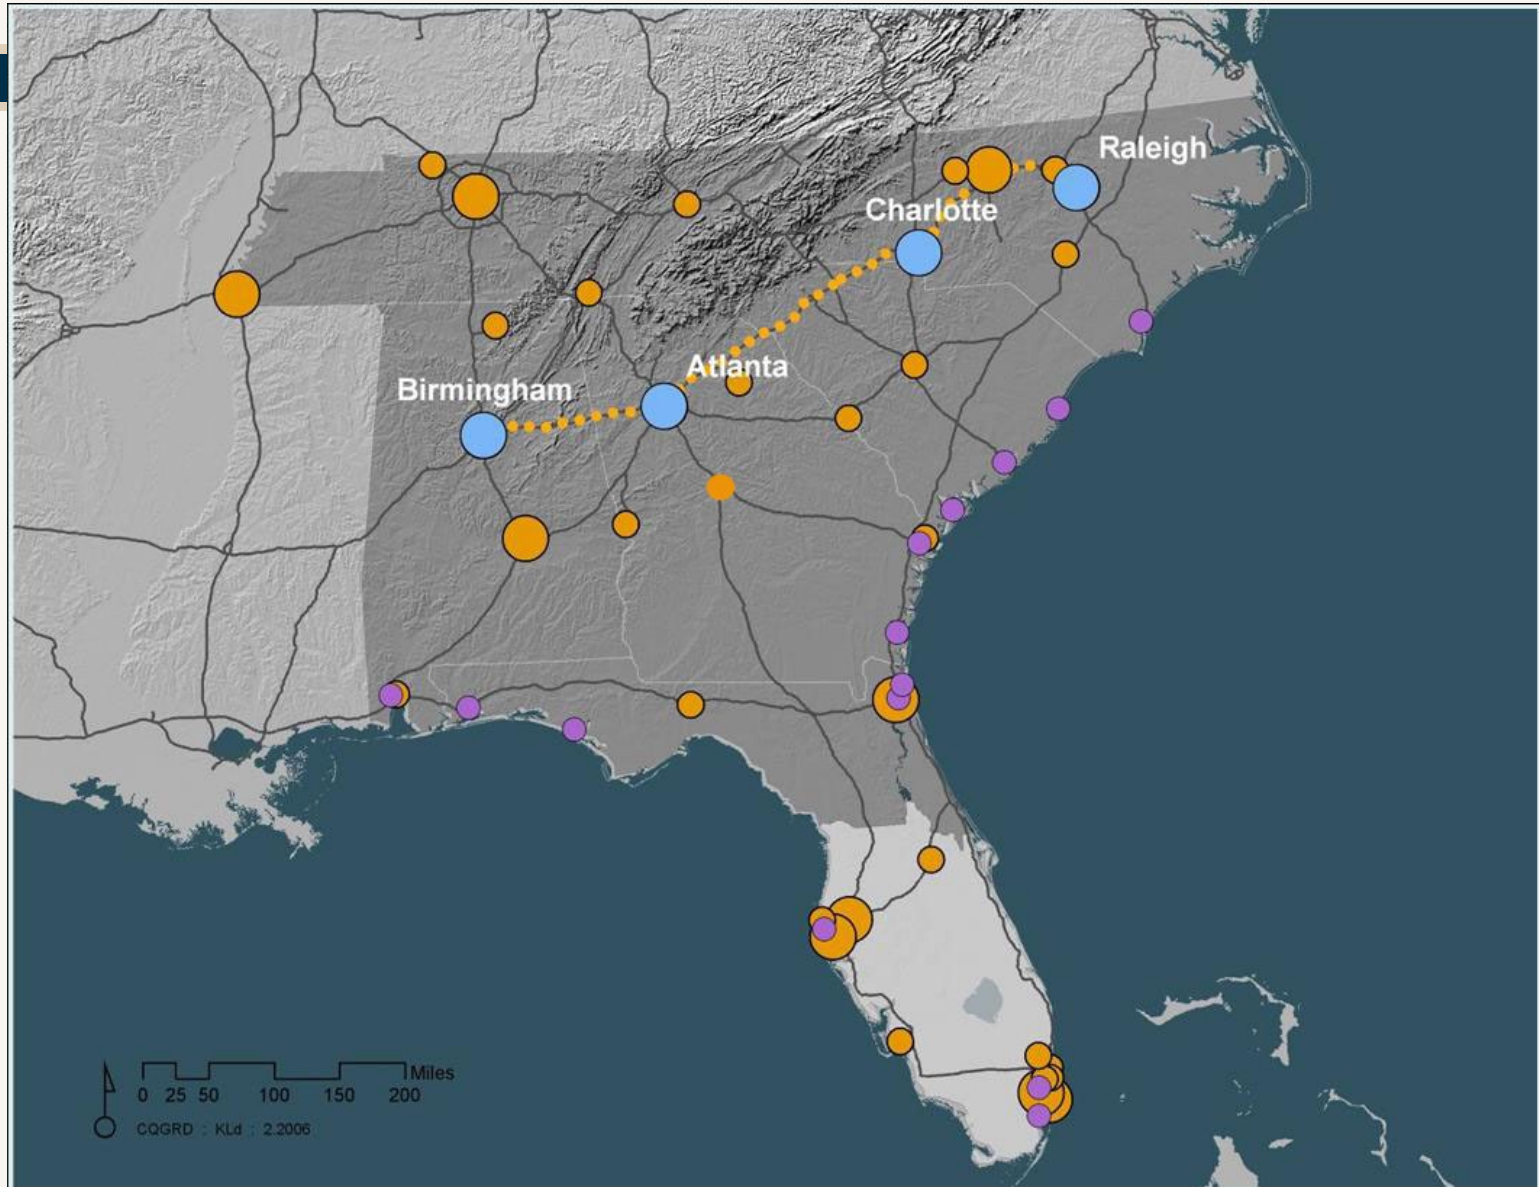 Raleigh
Charlotte
Atlanta
Birmingham
Miles
0 25 50 100 150 200
CQGRD : KLd : 2.2006